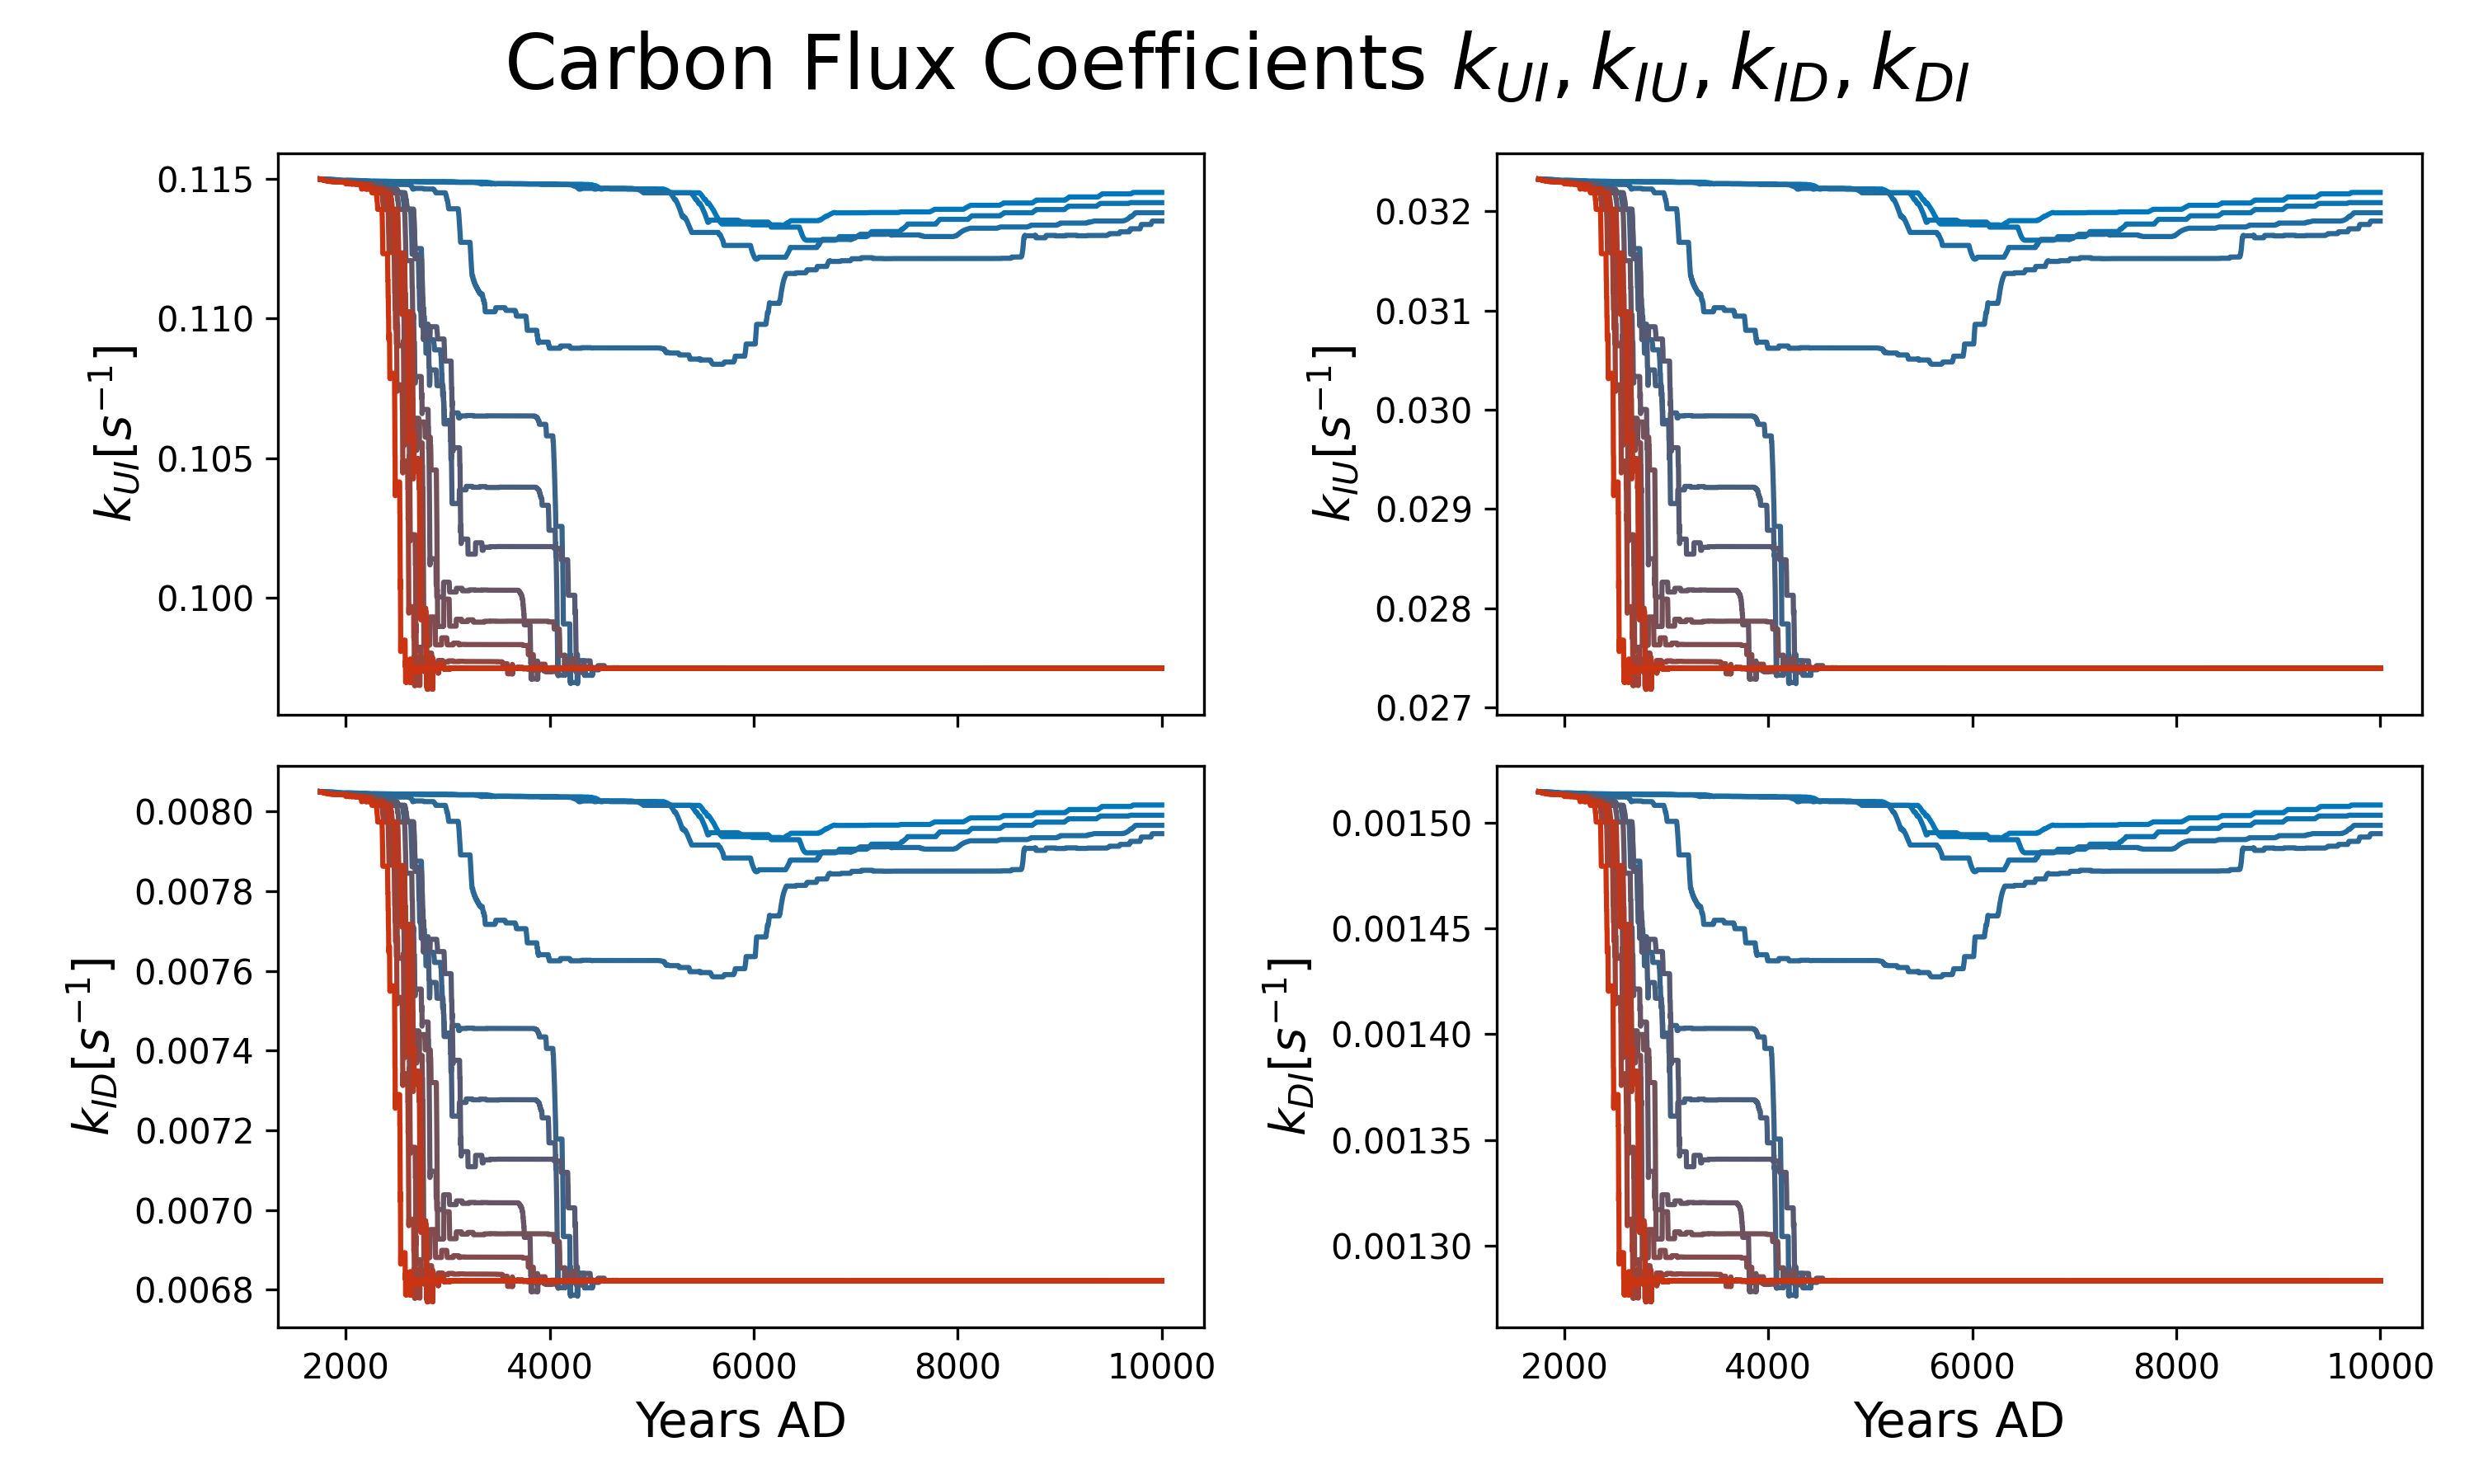 Carbon Flux Coefficients k_UI, k_IU, k_ID, k_DI
0.115
0.110
0.105
0.100
k_UI[s⁻¹]
0.032
0.031
0.030
0.029
0.028
0.027
k_IU[s⁻¹]
0.0080
0.0078
0.0076
0.0074
0.0072
0.0070
0.0068
k_ID[s⁻¹]
2000 4000 6000 8000 10000
Years AD
0.00150
0.00145
0.00140
0.00135
0.00130
k_DI[s⁻¹]
2000 4000 6000 8000 10000
Years AD